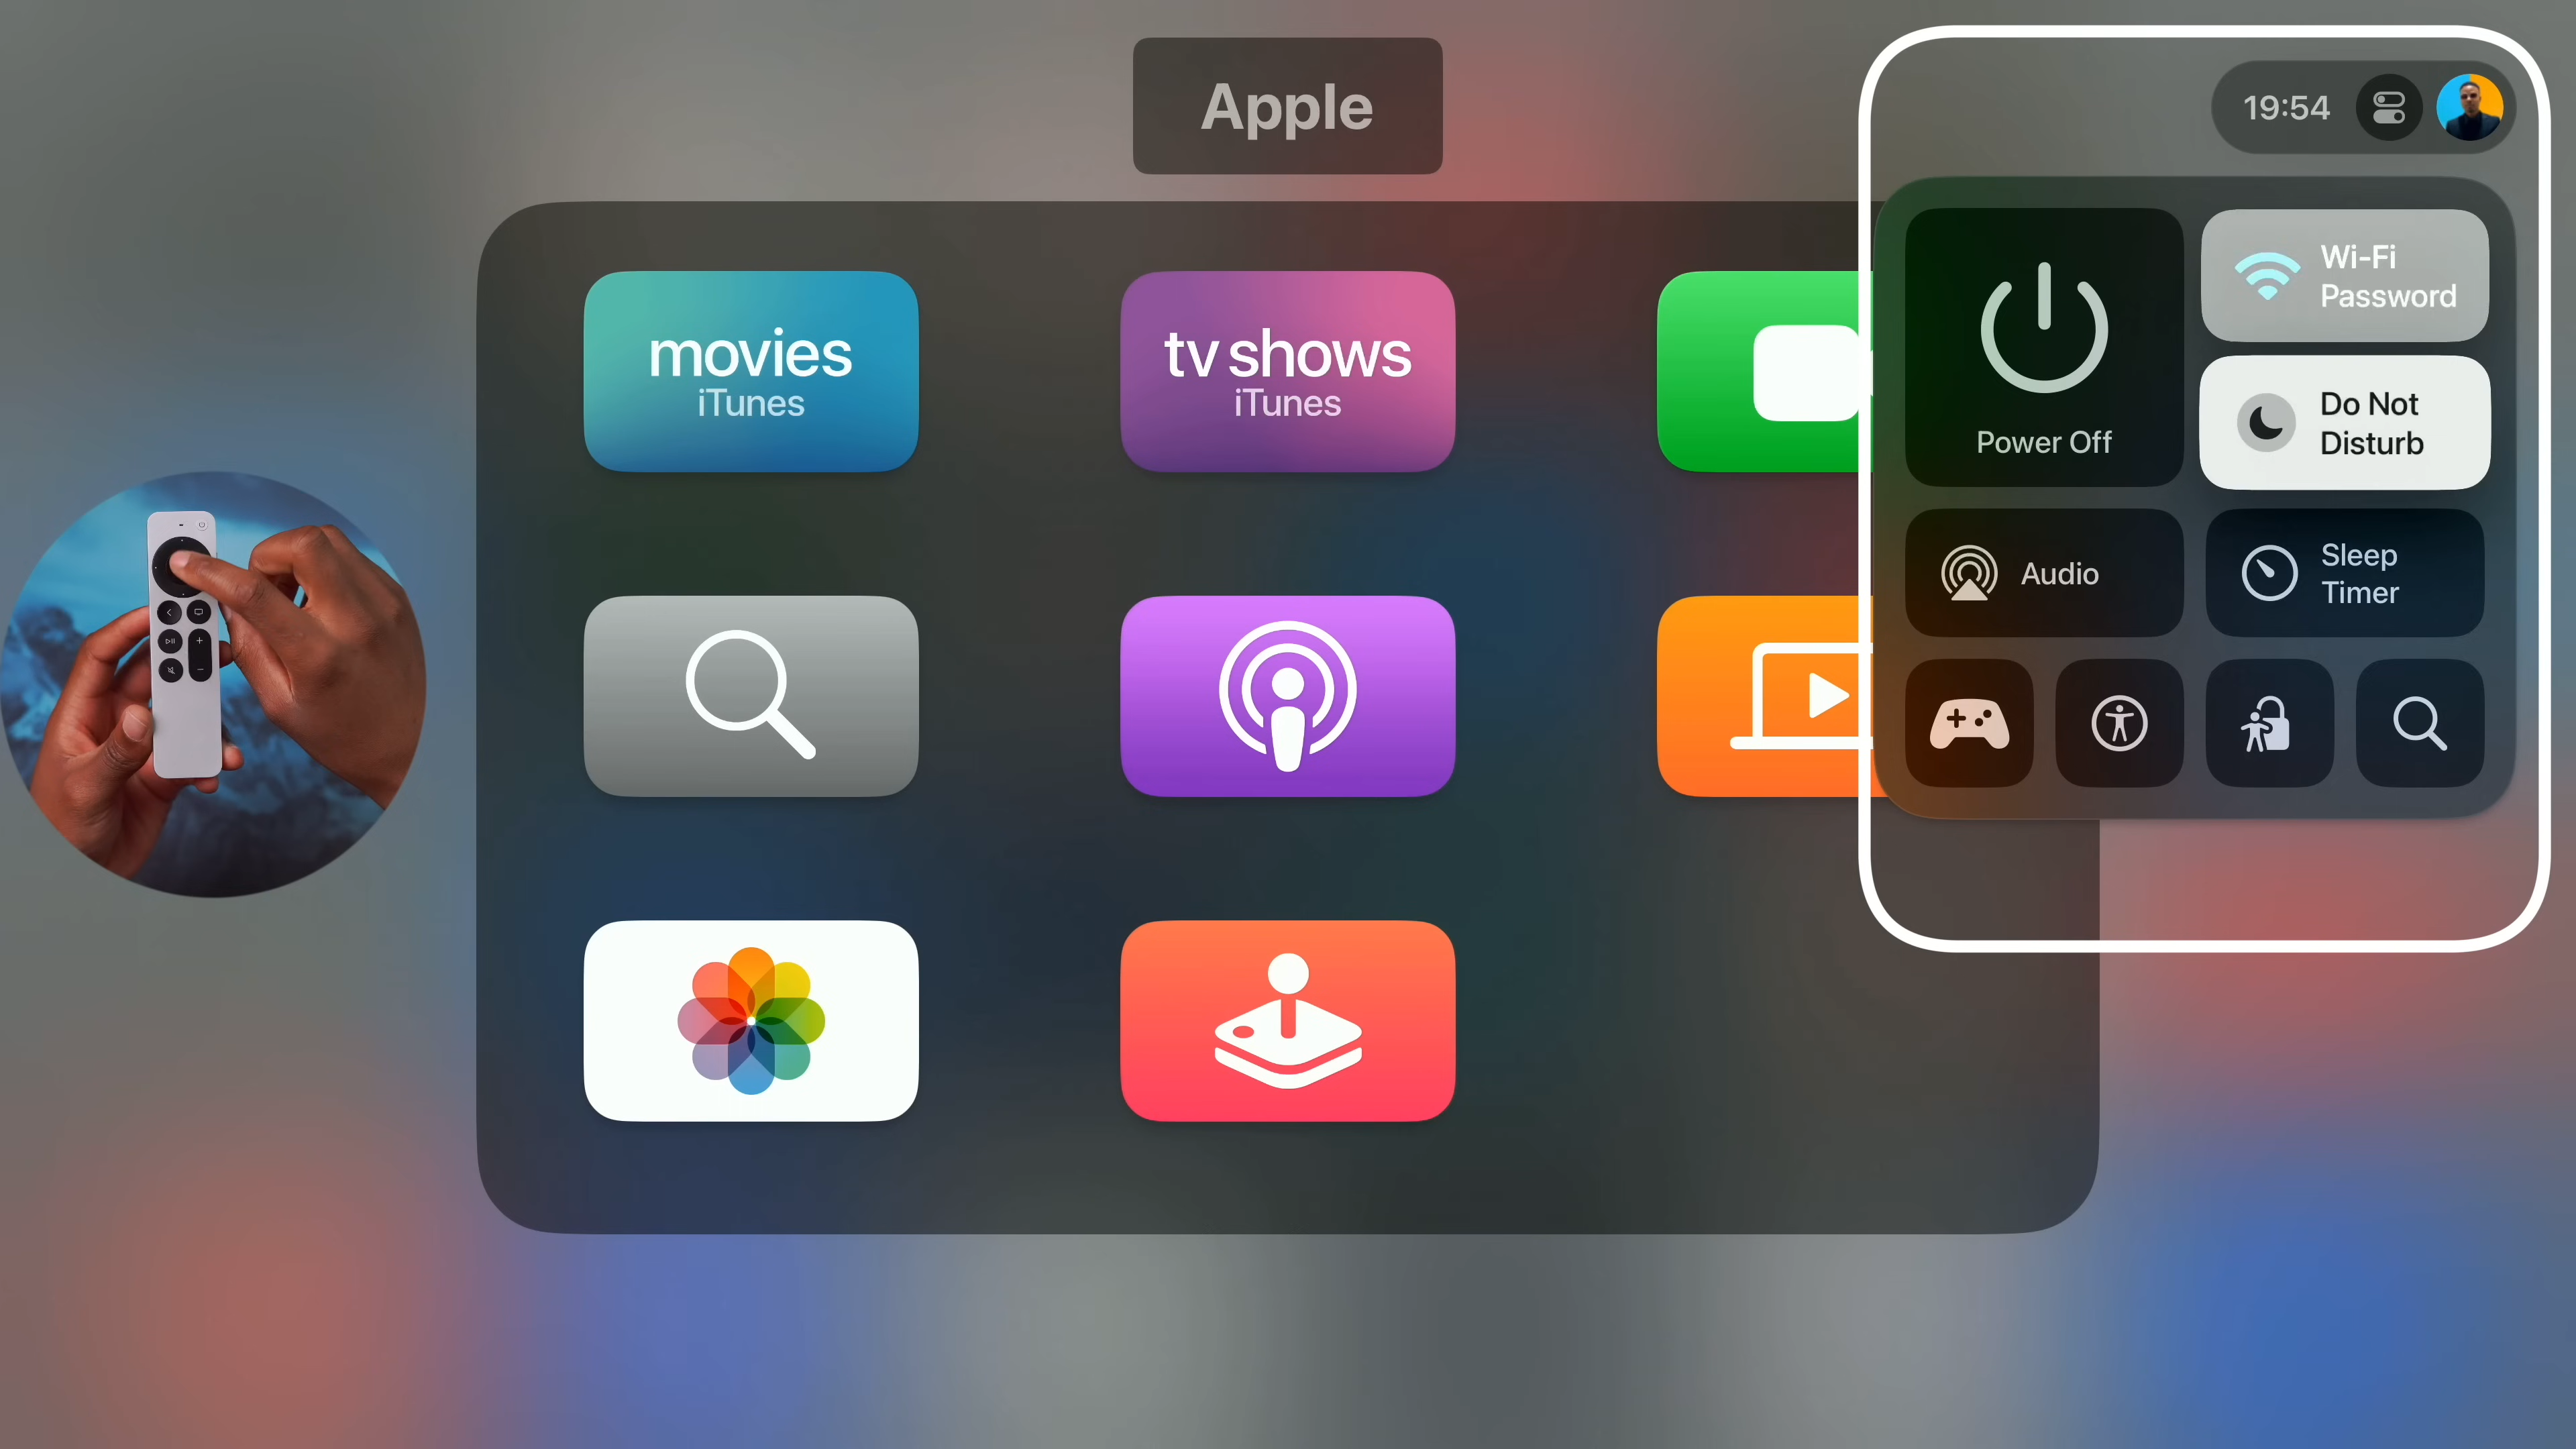 Apple
19:54
movies
iTunes
tv shows
iTunes
Power Off
Wi-Fi
Password
Do Not
Disturb
Audio
Sleep
Timer